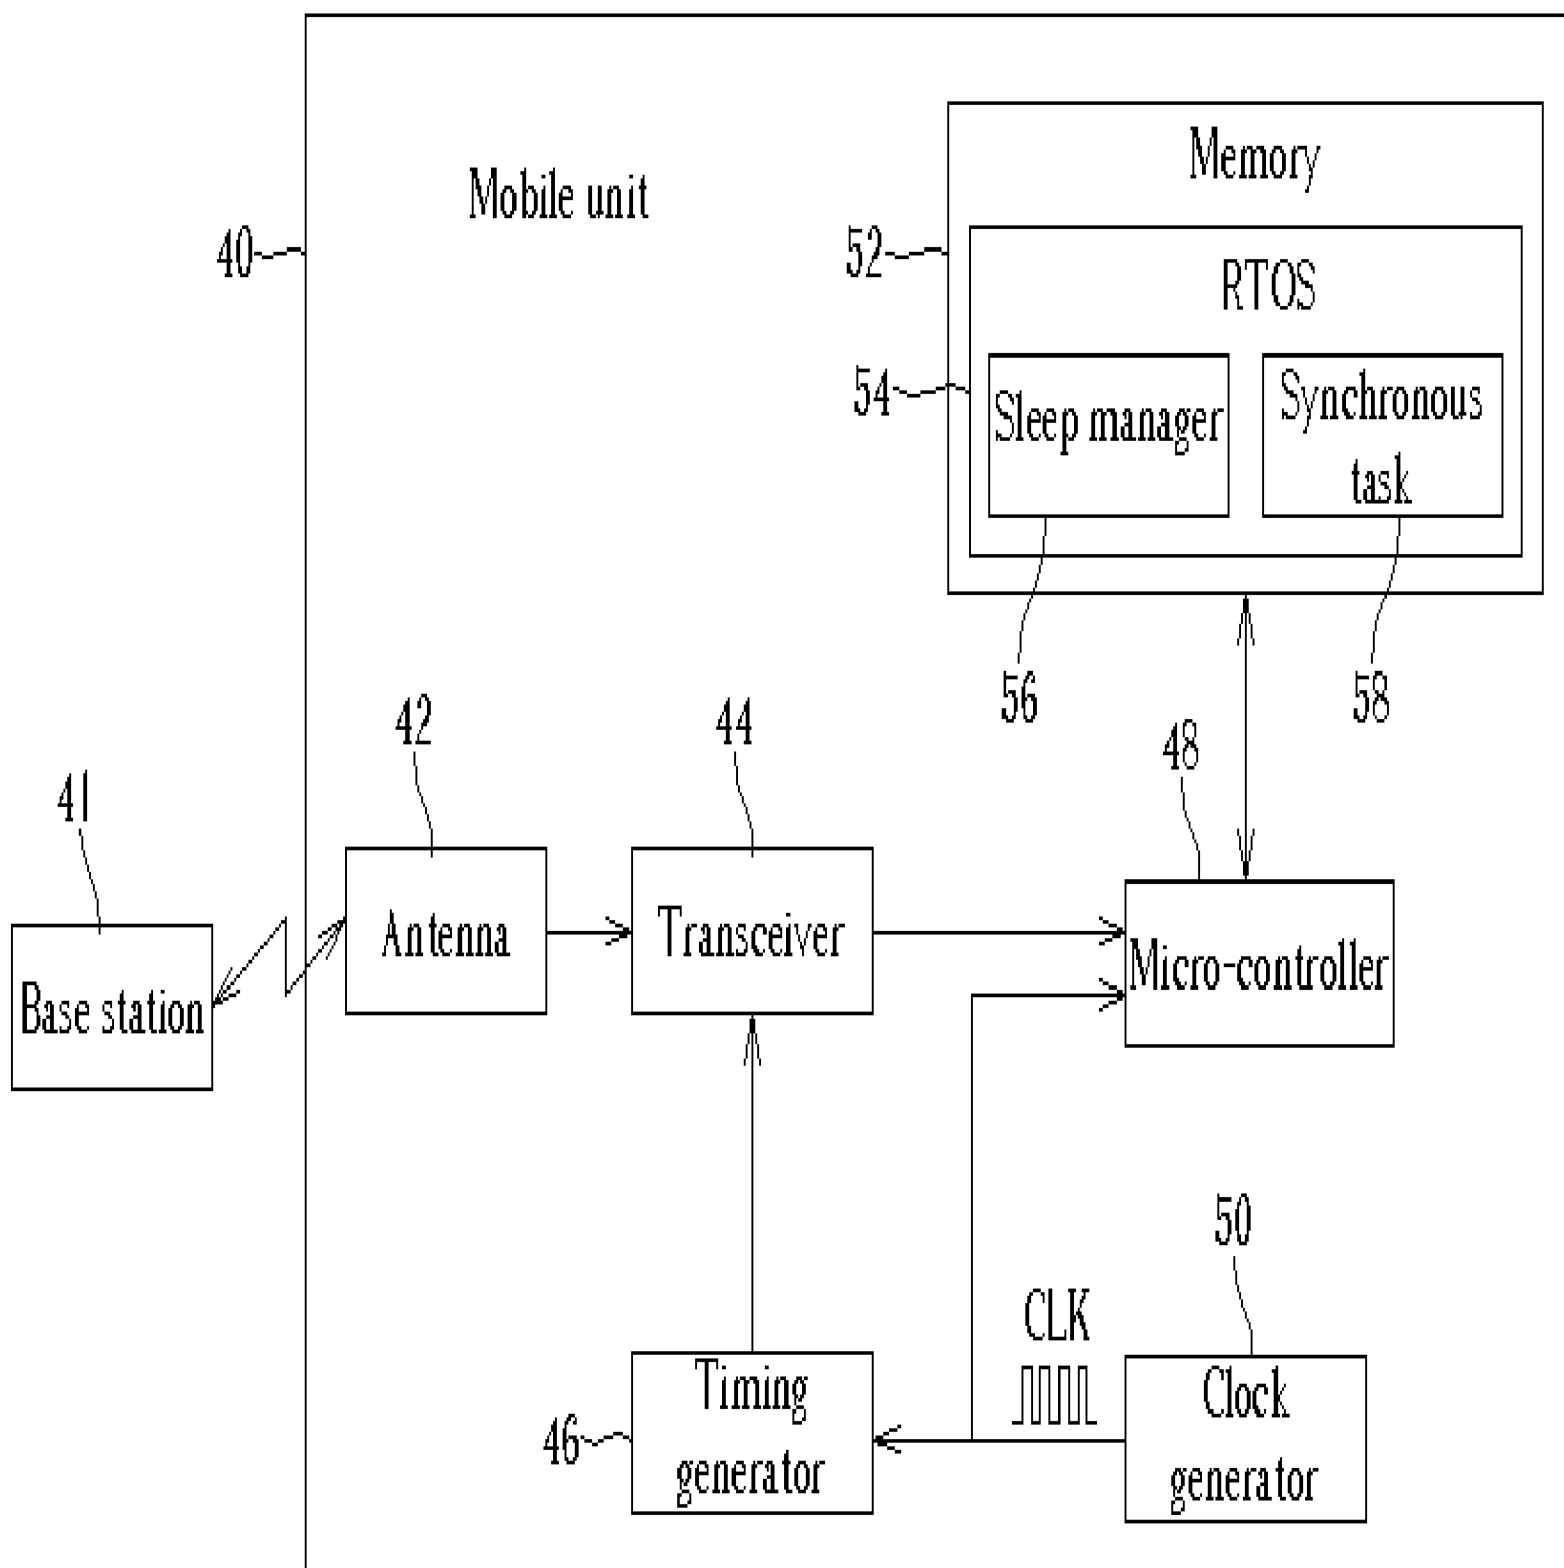 Mobile unit
40
Memory
52
RTOS
54
Sleep manager
Synchronous
task
56
58
42
44
48
41
Antenna
Transceiver
Micro-controller
Base station
50
CLK
Timing
generator
46
Clock
generator